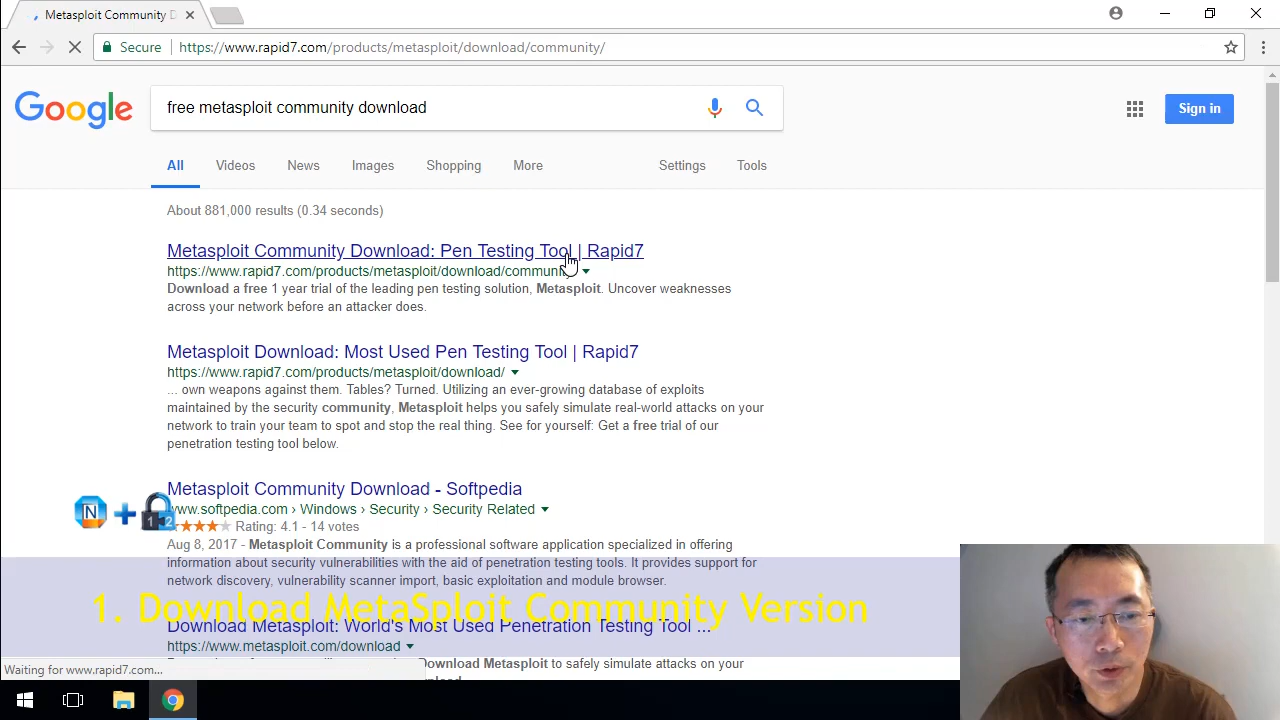 Metasploit Community D
Secure https://www.rapid7.com/products/metasploit/download/community/
Google
free metasploit community download
Sign in
All Videos News Images Shopping More Settings Tools
About 881,000 results (0.34 seconds)
Metasploit Community Download: Pen Testing Tool | Rapid7
https://www.rapid7.com/products/metasploit/download/community
Download a free 1 year trial of the leading pen testing solution, Metasploit. Uncover weaknesses
across your network before an attacker does.
Metasploit Download: Most Used Pen Testing Tool | Rapid7
https://www.rapid7.com/products/metasploit/download/
... own weapons against them. Tables? Turned. Utilizing an ever-growing database of exploits
maintained by the security community, Metasploit helps you safely simulate real-world attacks on your
network to train your team to spot and stop the real thing. See for yourself: Get a free trial of our
penetration testing tool below.
Metasploit Community Download - Softpedia
N 1 2 www.softpedia.com › Windows › Security › Security Related
Rating: 4.1 - 14 votes
Aug 8, 2017 - Metasploit Community is a professional software application specialized in offering
information about security vulnerabilities with the aid of penetration testing tools. It provides support for
network discovery, vulnerability scanner import, basic exploitation and module browser.
1. Download MetaSploit Community Version
Download Metasploit: World's Most Used Penetration Testing Tool ...
https://www.metasploit.com/download
Download Metasploit to safely simulate attacks on your
Waiting for www.rapid7.com...